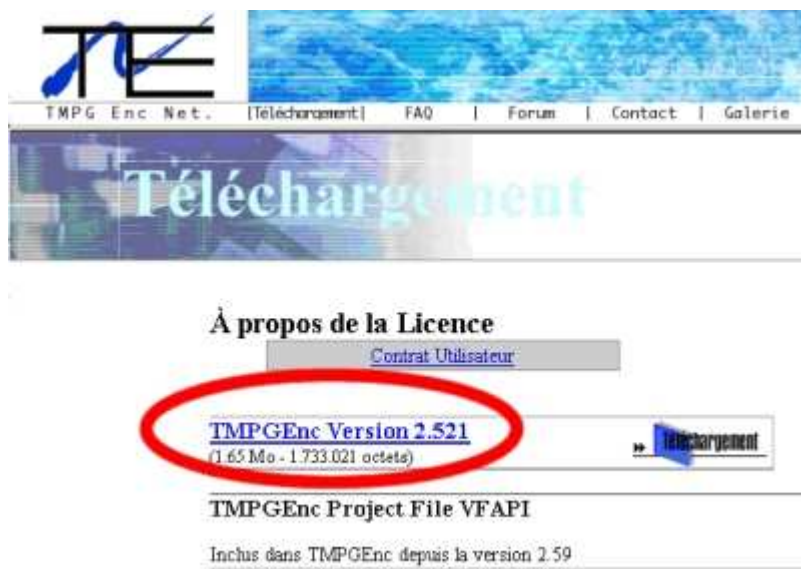 TE
TMPG Enc Net.
[Téléchargement] FAQ | Forum | Contact | Galerie
Téléchargement
À propos de la Licence
Contrat Utilisateur
TMPGEnc Version 2.521
(1.65 Mo - 1.733.021 octets)
Téléchargement
TMPGEnc Project File VFAPI
Inclus dans TMPGEnc depuis la version 2.59